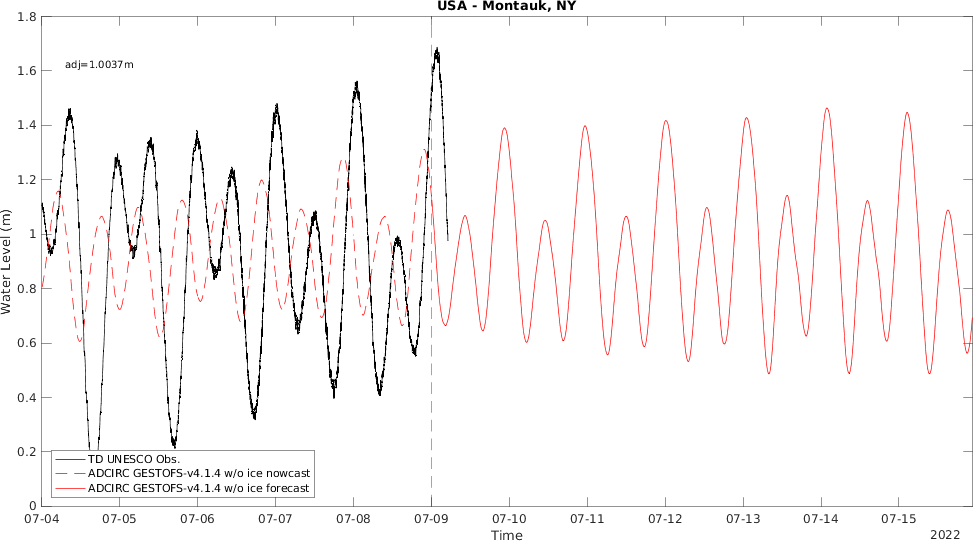 USA - Montauk, NY
1.8
1.6
1.4
1.2
1
0.8
0.6
0.4
0.2
0
Water Level (m)
adj=1.0037m
TD UNESCO Obs.
ADCIRC GESTOFS-v4.1.4 w/o ice nowcast
ADCIRC GESTOFS-v4.1.4 w/o ice forecast
07-04 07-05 07-06 07-07 07-08 07-09 07-10 07-11 07-12 07-13 07-14 07-15
Time
2022